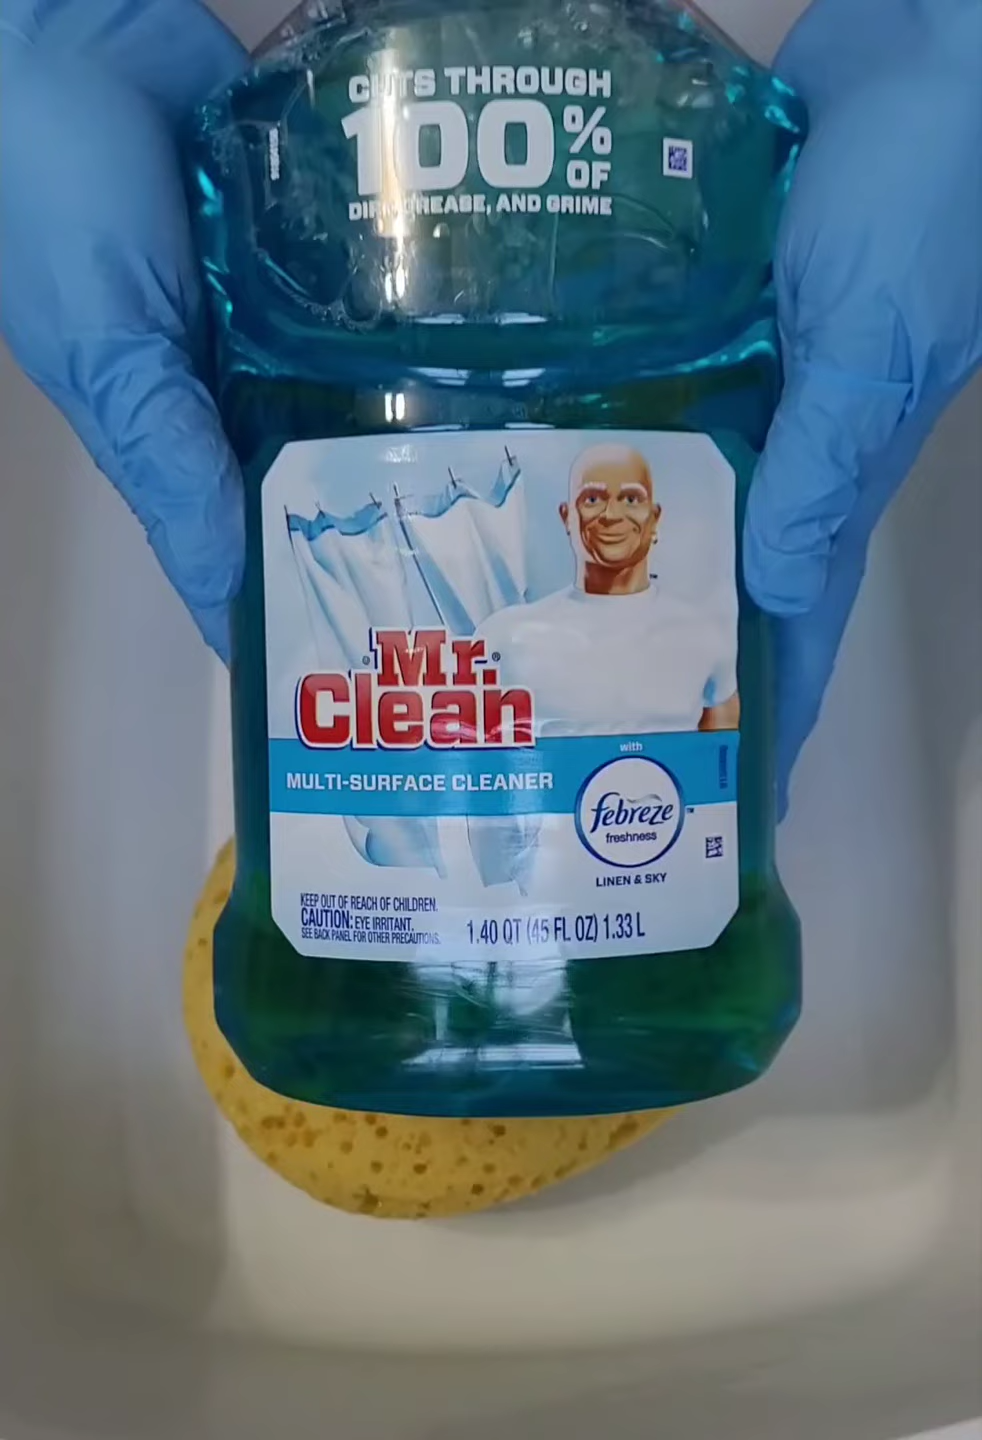 CUTS THROUGH
100%
OF
DIRT, GREASE, AND GRIME
Mr.
Clean
with
MULTI-SURFACE CLEANER
febreze
freshness
LINEN & SKY
KEEP OUT OF REACH OF CHILDREN.
CAUTION: EYE IRRITANT.
SEE BACK PANEL FOR OTHER PRECAUTIONS.
1.40 QT (45 FL OZ) 1.33 L